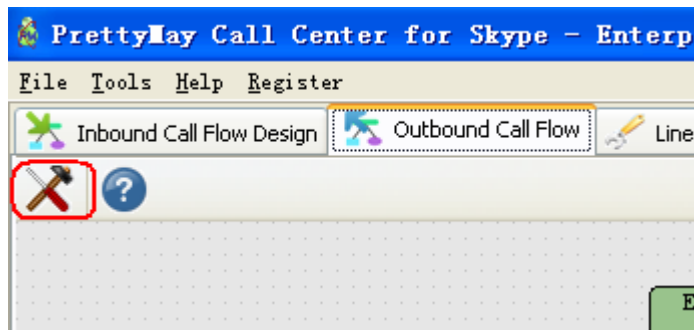 PrettyMay Call Center for Skype - Enterp
File Tools Help Register
Inbound Call Flow Design Outbound Call Flow Line
?
E